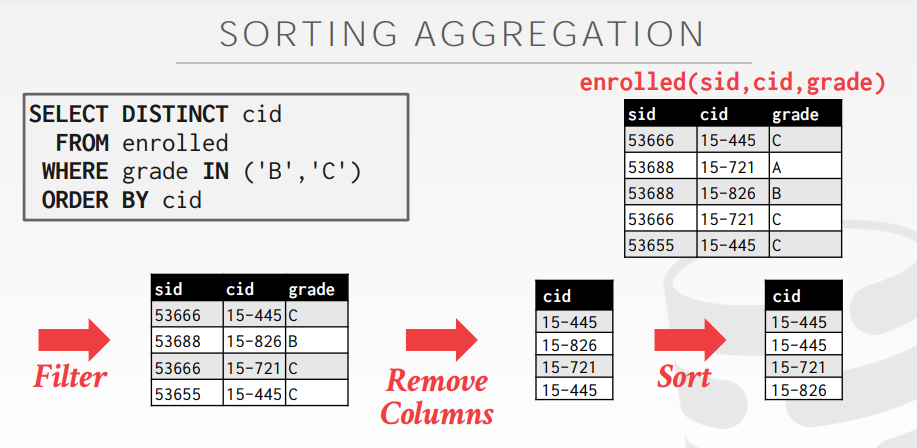 SORTING AGGREGATION
SELECT DISTINCT cid
FROM enrolled
WHERE grade IN ('B','C')
ORDER BY cid
enrolled(sid,cid,grade)
sid cid grade
53666 15-445 C
53688 15-721 A
53688 15-826 B
53666 15-721 C
53655 15-445 C
Filter
sid cid grade
53666 15-445 C
53688 15-826 B
53666 15-721 C
53655 15-445 C
Remove
Columns
cid
15-445
15-826
15-721
15-445
Sort
cid
15-445
15-445
15-721
15-826